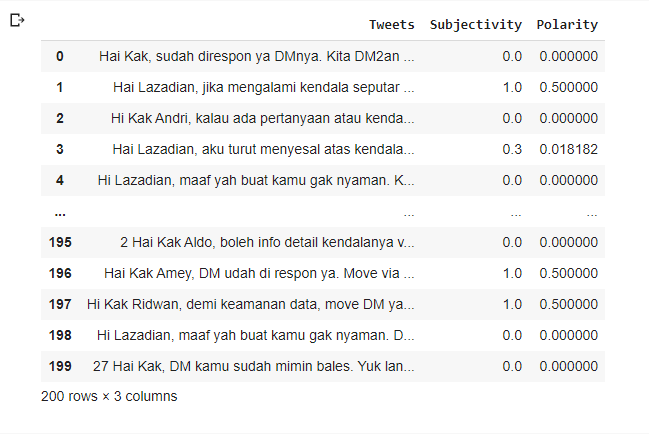 Tweets Subjectivity Polarity
0 Hai Kak, sudah direspon ya DMnya. Kita DM2an ... 0.0 0.000000
1 Hai Lazadian, jika mengalami kendala seputar ... 1.0 0.500000
2 Hi Kak Andri, kalau ada pertanyaan atau kenda... 0.0 0.000000
3 Hai Lazadian, aku turut menyesal atas kendala... 0.3 0.018182
4 Hi Lazadian, maaf yah buat kamu gak nyaman. K... 0.0 0.000000
... ... ... ...
195 2 Hai Kak Aldo, boleh info detail kendalanya v... 0.0 0.000000
196 Hai Kak Amey, DM udah di respon ya. Move via ... 1.0 0.500000
197 Hi Kak Ridwan, demi keamanan data, move DM ya... 1.0 0.500000
198 Hi Lazadian, maaf yah buat kamu gak nyaman. D... 0.0 0.000000
199 27 Hai Kak, DM kamu sudah mimin bales. Yuk lan... 0.0 0.000000
200 rows × 3 columns